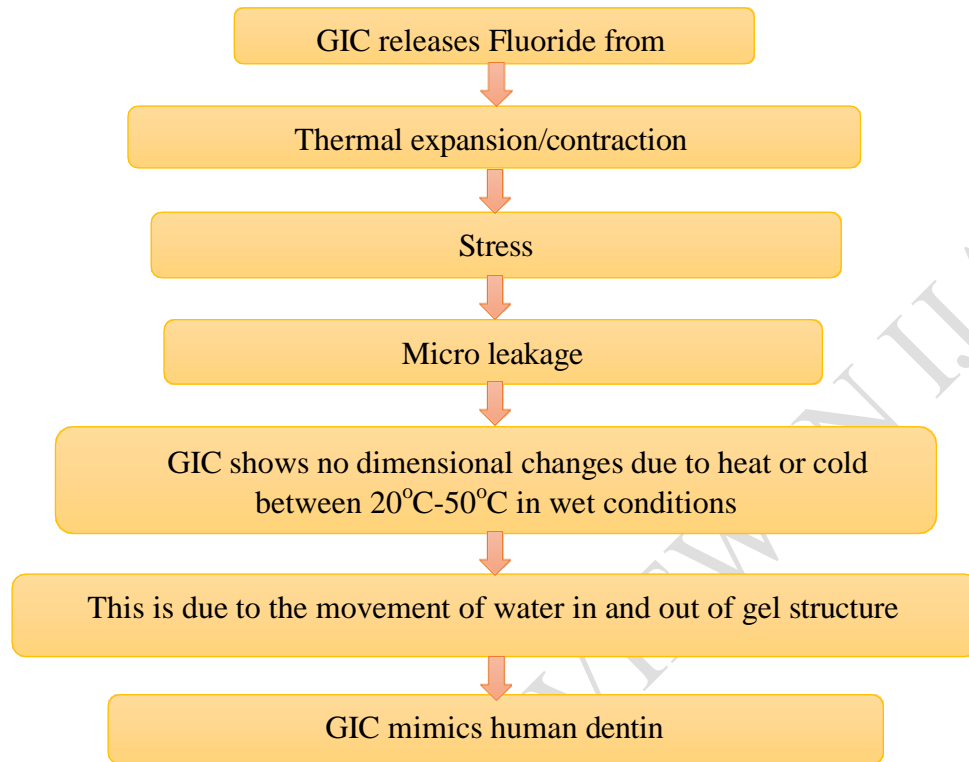 GIC releases Fluoride from
Thermal expansion/contraction
Stress
Micro leakage
GIC shows no dimensional changes due to heat or cold
between 20°C-50°C in wet conditions
This is due to the movement of water in and out of gel structure
GIC mimics human dentin